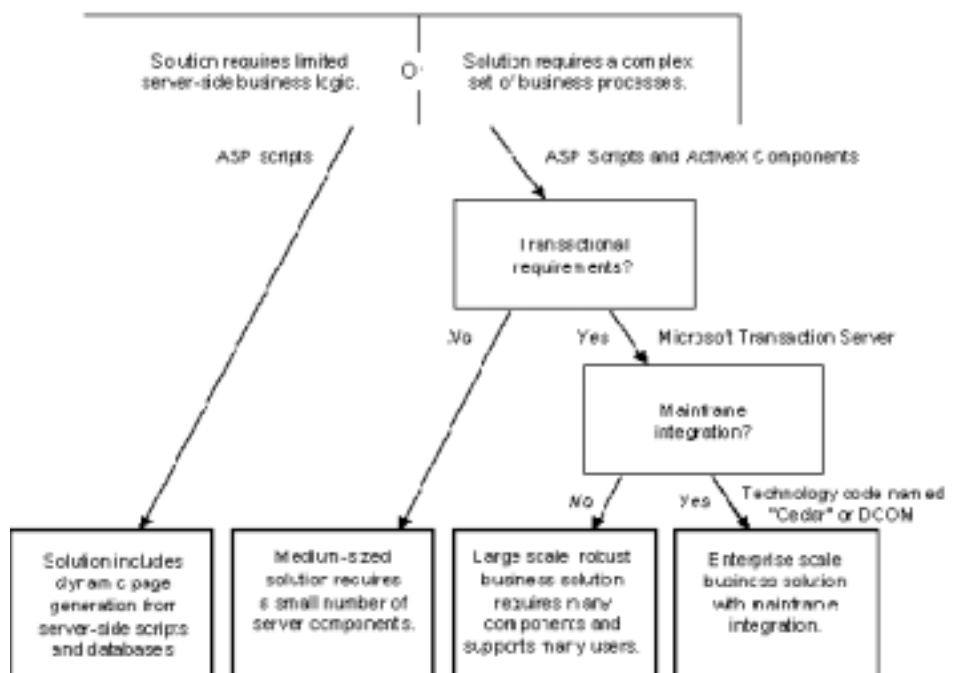 Solution requires limited
server-side business logic.
Or
Solution requires a complex
set of business processes.
ASP scripts
ASP Scripts and ActiveX Components
Transactional
requirements?
No
Yes
Microsoft Transaction Server
Mainframe
integration?
No
Yes
Technology code named
"Cedar" or DCOM
Solution includes
dynamic page
generation from
server-side scripts
and databases
Medium-sized
solution requires
a small number of
server components.
Large scale robust
business solution
requires many
components and
supports many users.
Enterprise scale
business solution
with mainframe
integration.